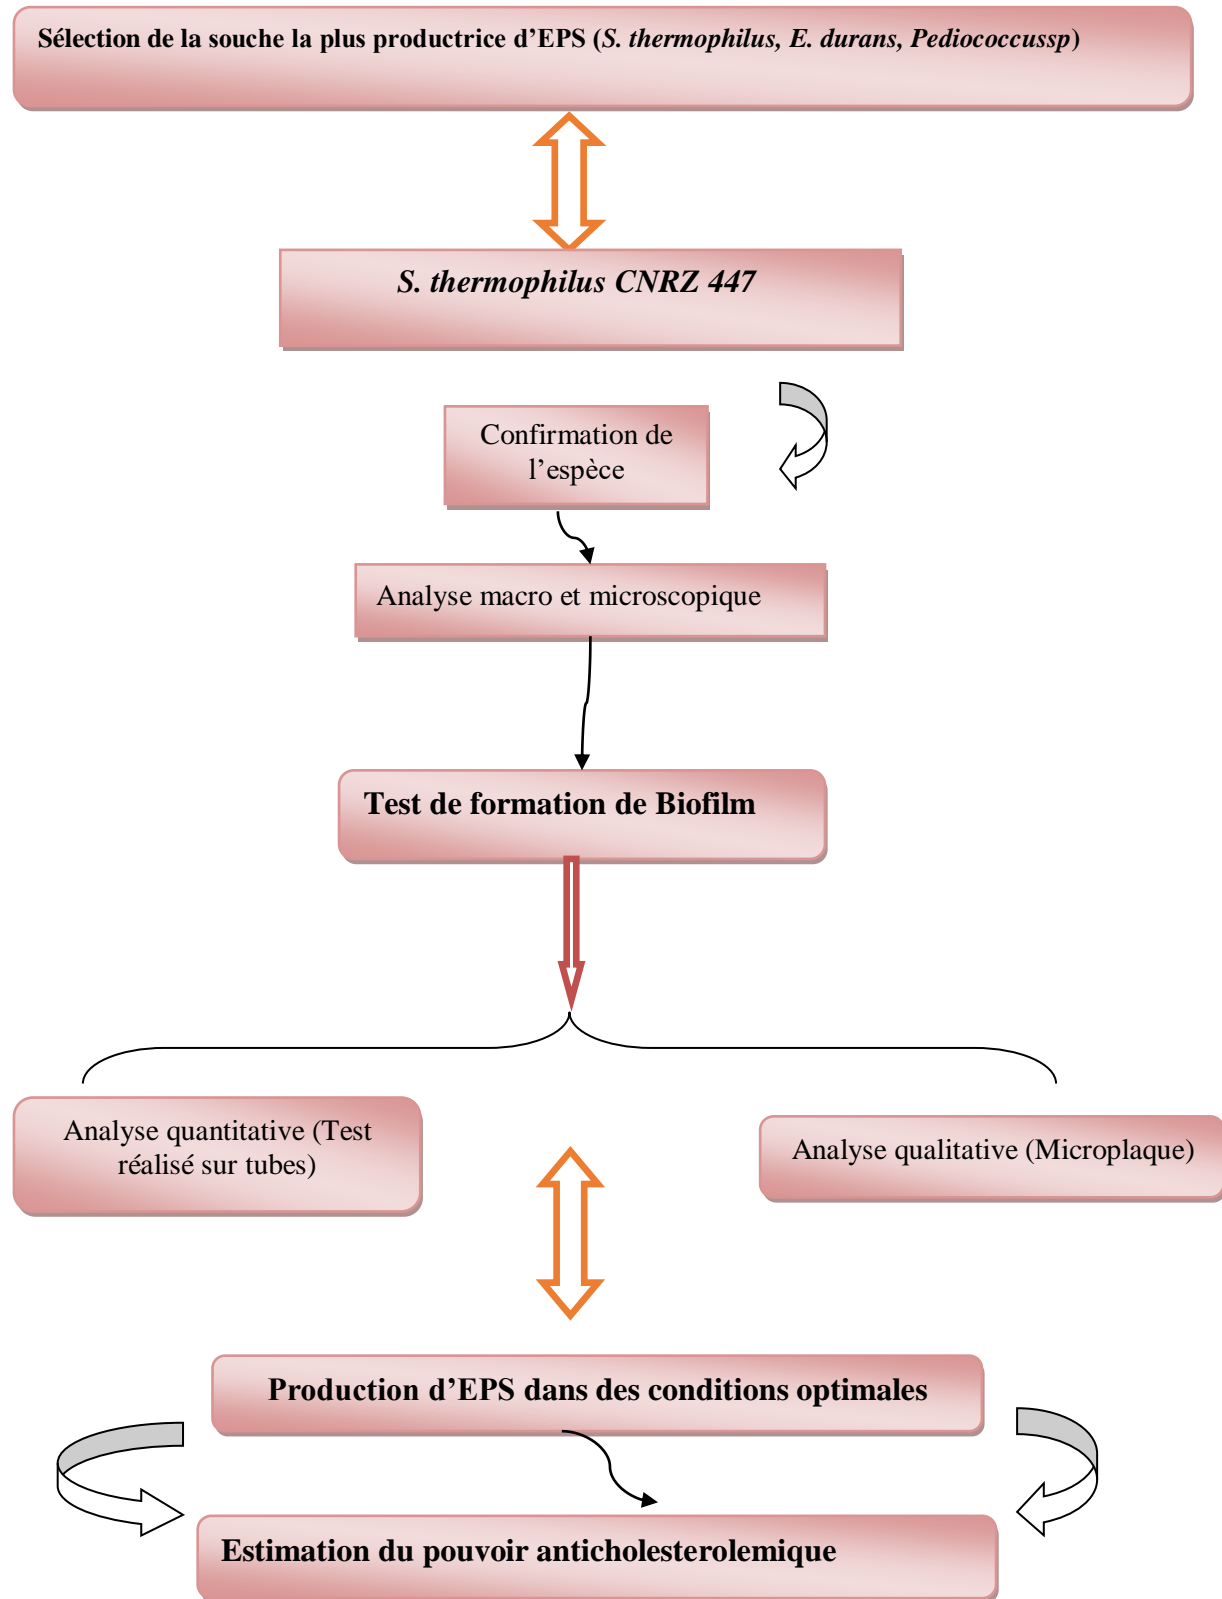 Sélection de la souche la plus productrice d’EPS (S. thermophilus, E. durans, Pediococcussp)
S. thermophilus CNRZ 447
Confirmation de
l’espèce
Analyse macro et microscopique
Test de formation de Biofilm
Analyse quantitative (Test
réalisé sur tubes)
Analyse qualitative (Microplaque)
Production d’EPS dans des conditions optimales
Estimation du pouvoir anticholesterolemique